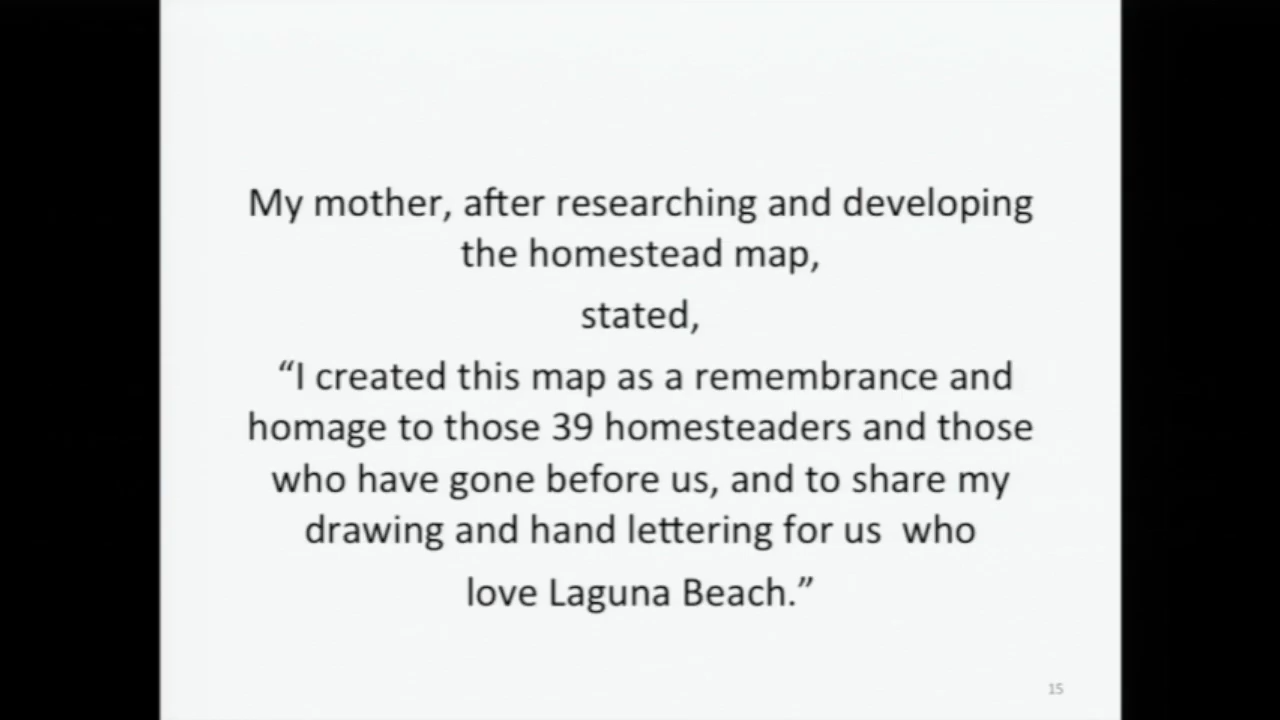 My mother, after researching and developing
the homestead map,
stated,
“I created this map as a remembrance and
homage to those 39 homesteaders and those
who have gone before us, and to share my
drawing and hand lettering for us  who
love Laguna Beach.”
15